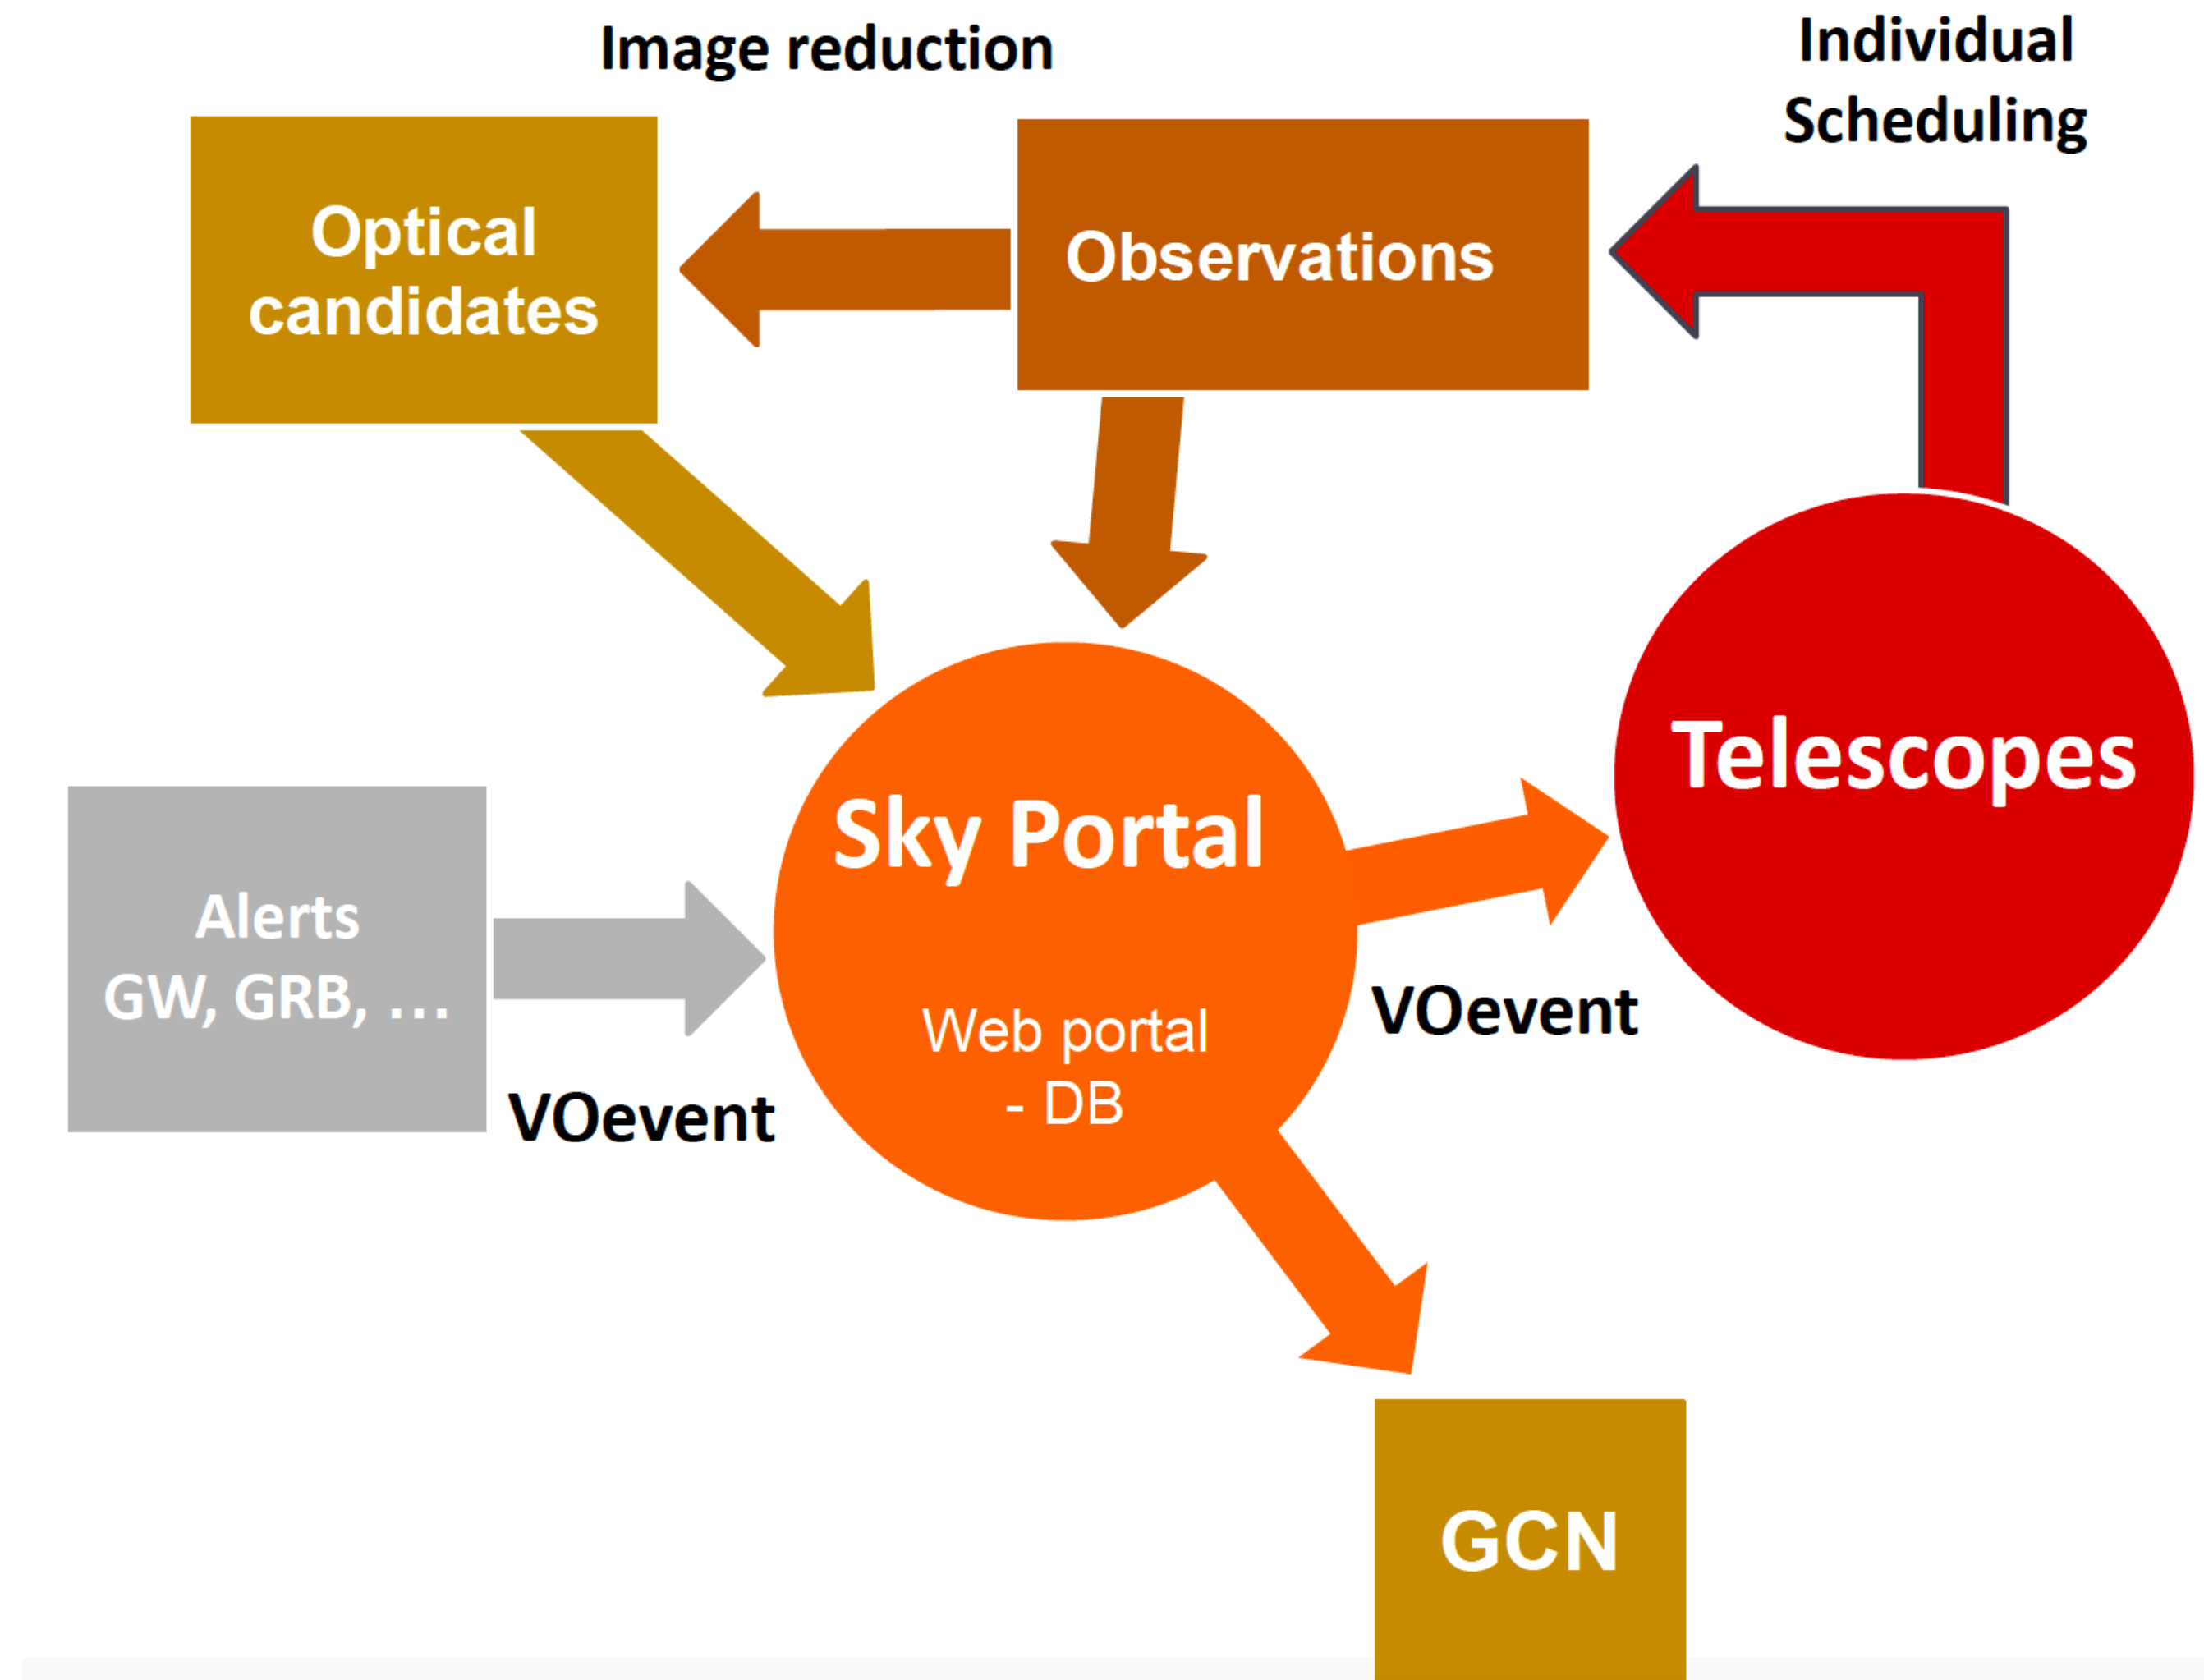 Image reduction
Individual
Scheduling
Optical
candidates
Observations
Telescopes
Sky Portal
Web portal
- DB
Alerts
GW, GRB, ...
VOevent
VOevent
GCN